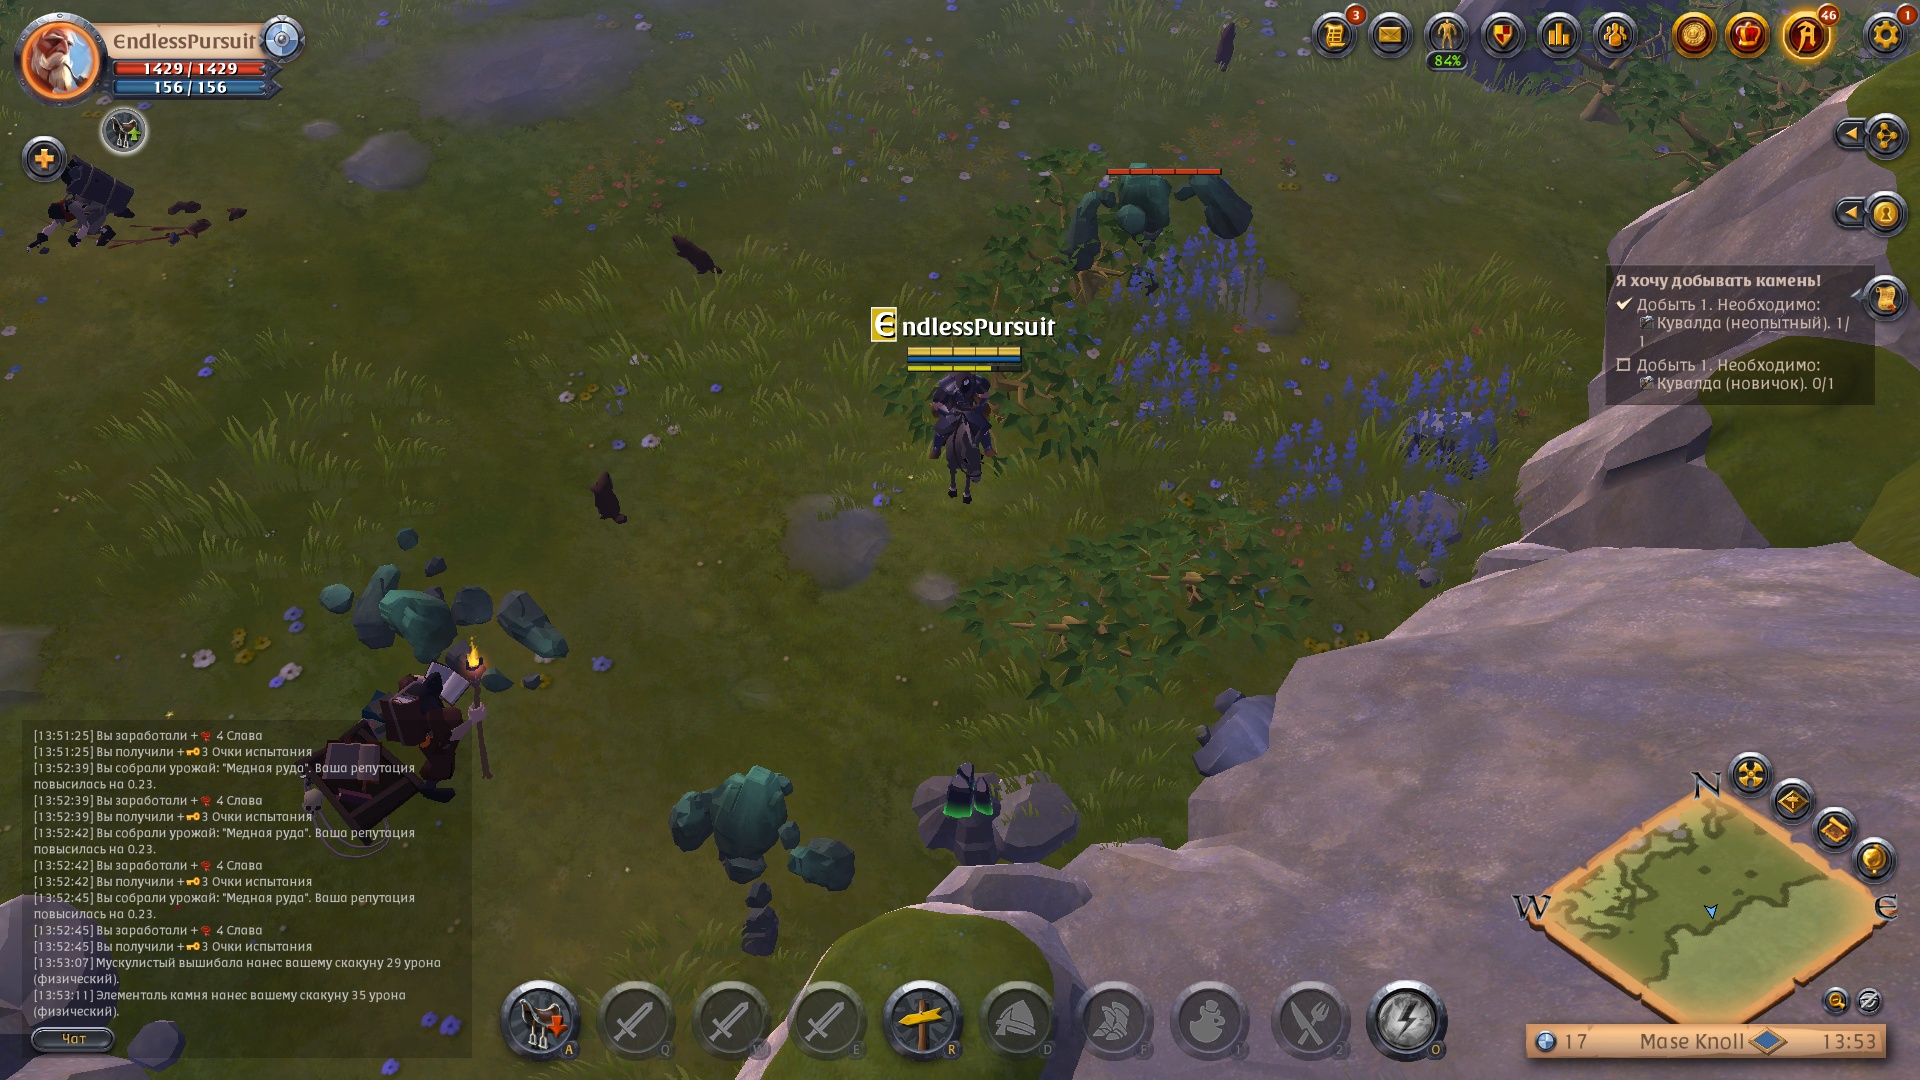 EndlessPursuit
1429 / 1429
156 / 156
3
84%
46
1
EndlessPursuit
Я хочу добывать камень!
Добыть 1. Необходимо:
Кувалда (неопытный). 1/
1
Добыть 1. Необходимо:
Кувалда (новичок). 0/1
[13:51:25] Вы заработали + 4 Слава
[13:51:25] Вы получили + 3 Очки испытания
[13:52:39] Вы собрали урожай: "Медная руда". Ваша репутация
повысилась на 0.23.
[13:52:39] Вы заработали + 4 Слава
[13:52:39] Вы получили + 3 Очки испытания
[13:52:42] Вы собрали урожай: "Медная руда". Ваша репутация
повысилась на 0.23.
[13:52:42] Вы заработали + 4 Слава
[13:52:42] Вы получили + 3 Очки испытания
[13:52:45] Вы собрали урожай: "Медная руда". Ваша репутация
повысилась на 0.23.
[13:52:45] Вы заработали + 4 Слава
[13:52:45] Вы получили + 3 Очки испытания
[13:53:07] Мускулистый вышибала нанес вашему скакуну 29 урона
(физический).
[13:53:11] Элементаль камня нанес вашему скакуну 35 урона
(физический).
Чат
A Q W E R D F 1 2 O
N
W E
17 Mase Knoll 13:53